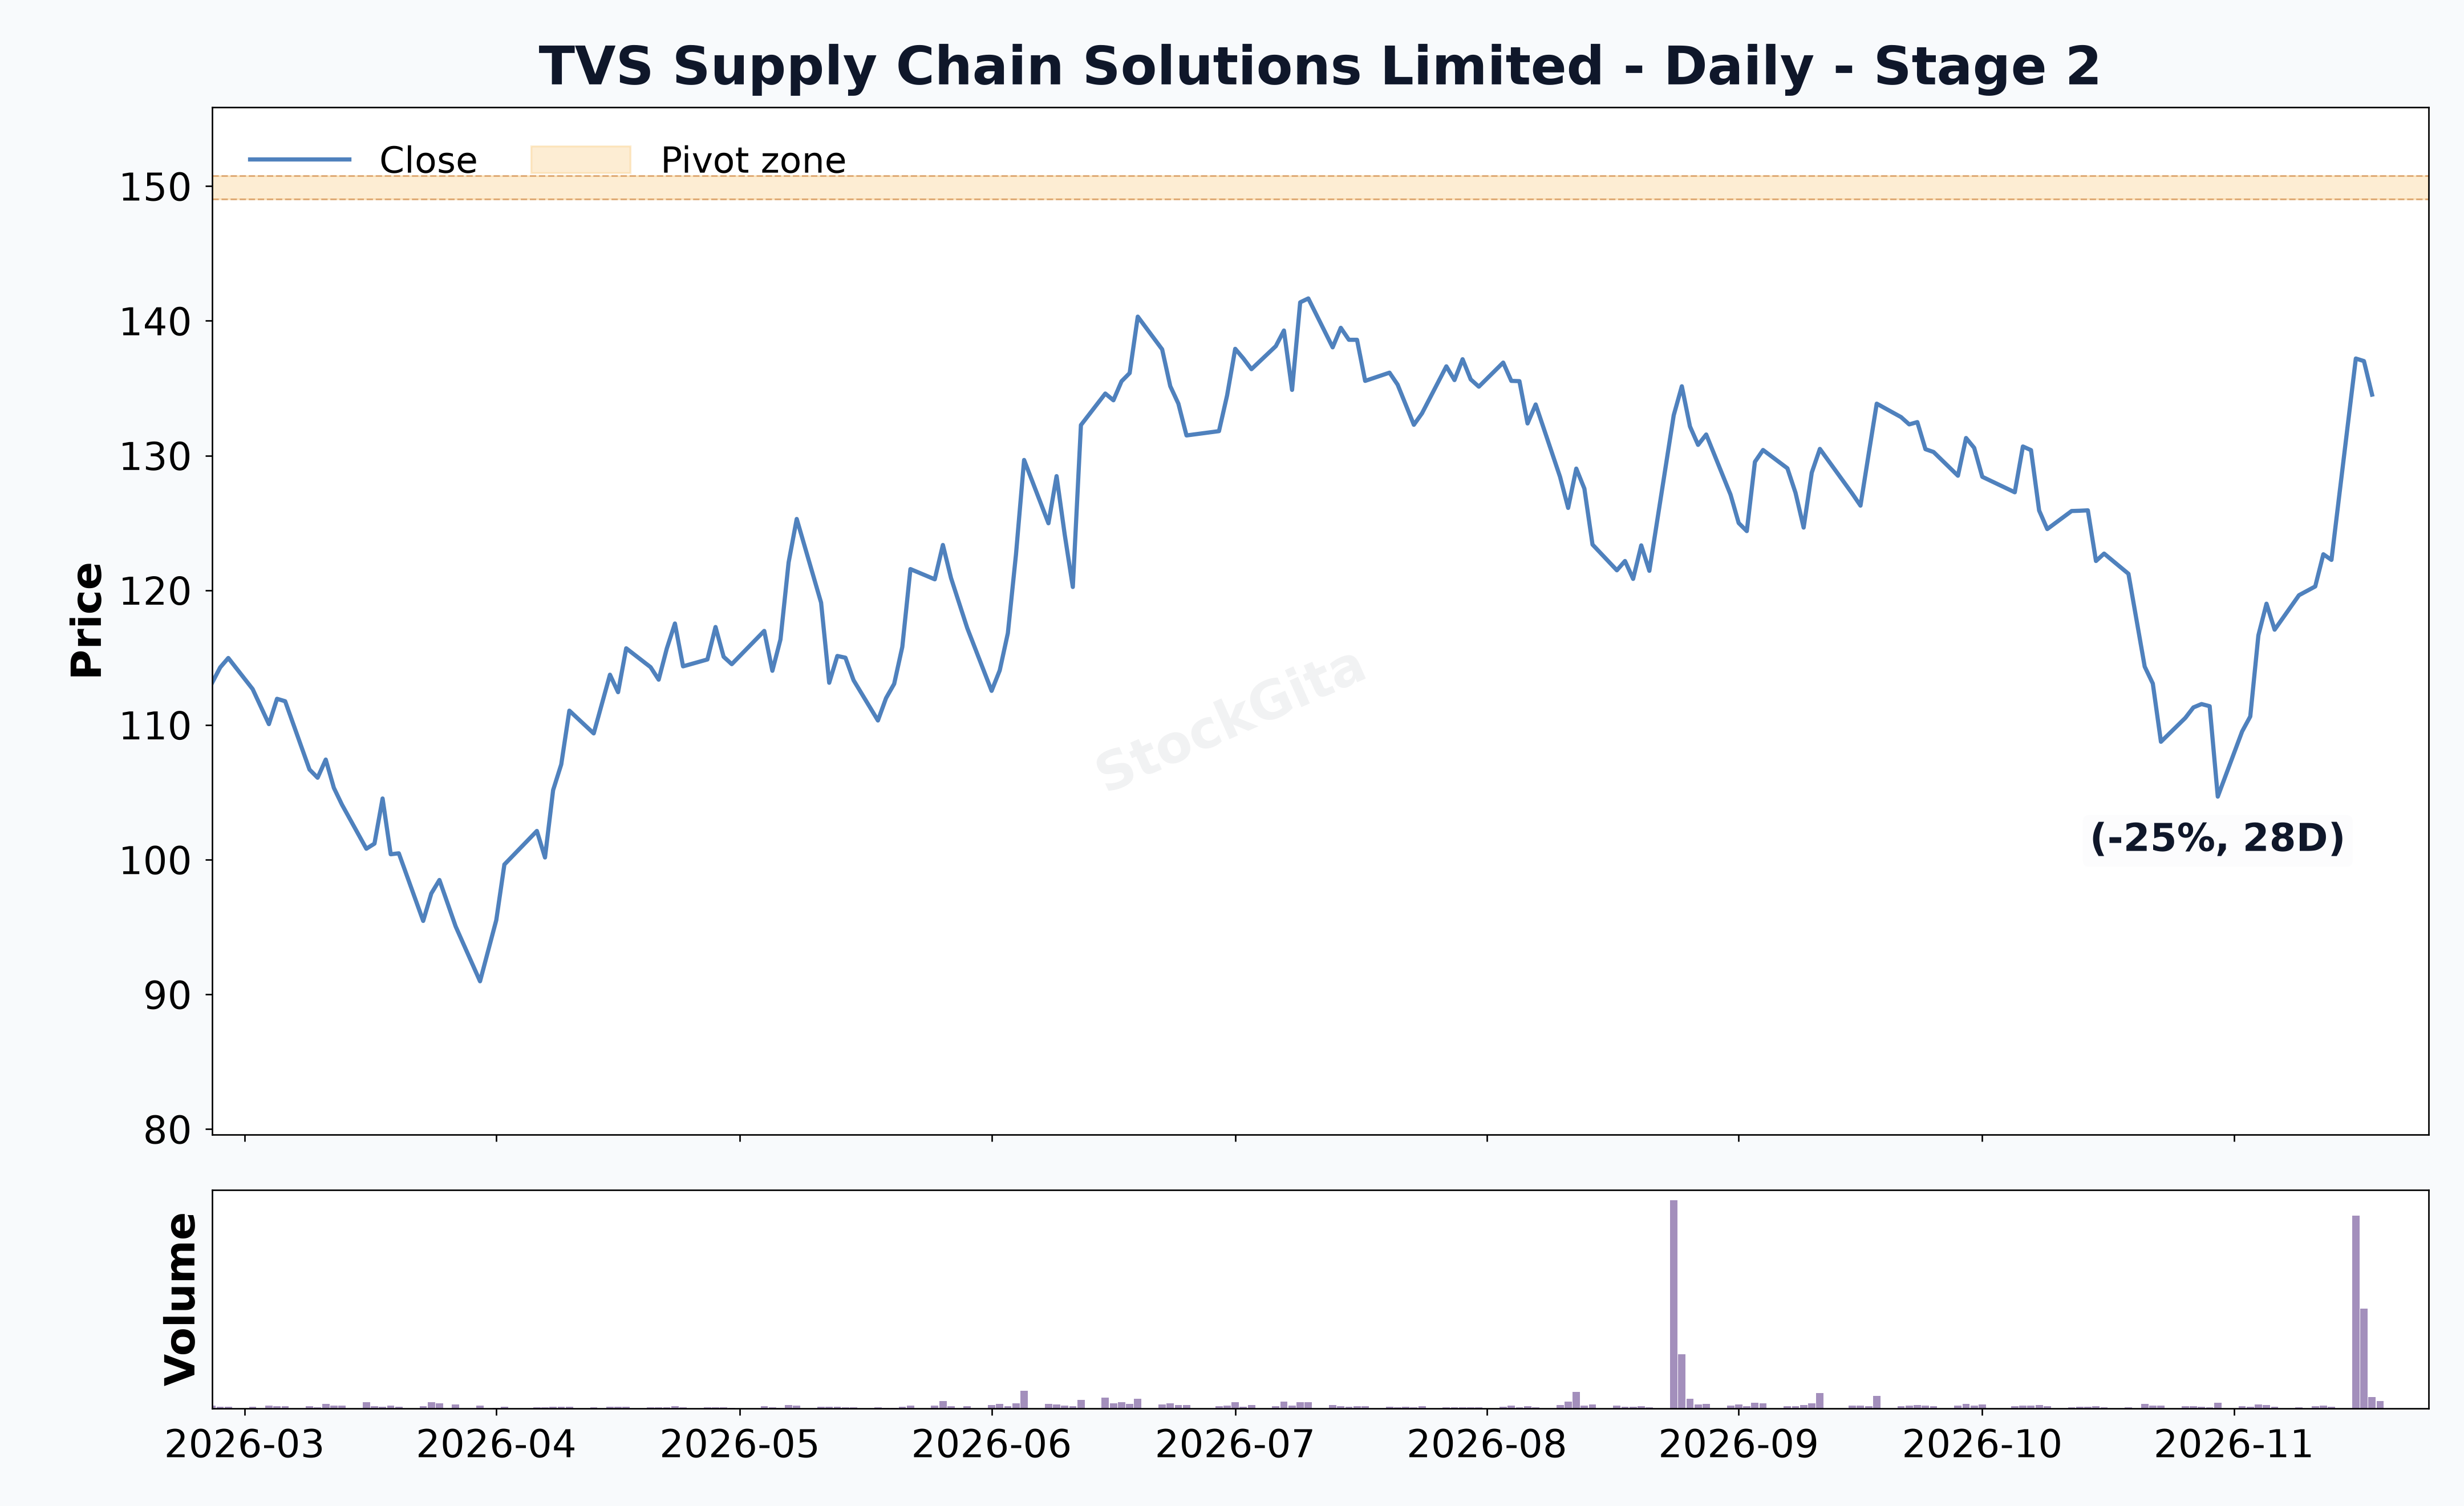 TVS Supply Chain Solutions Limited - Daily - Stage 2
Close
Pivot zone
150
140
130
120
110
100
90
80
Price
StockGita
(-25%, 28D)
Volume
2026-03
2026-04
2026-05
2026-06
2026-07
2026-08
2026-09
2026-10
2026-11